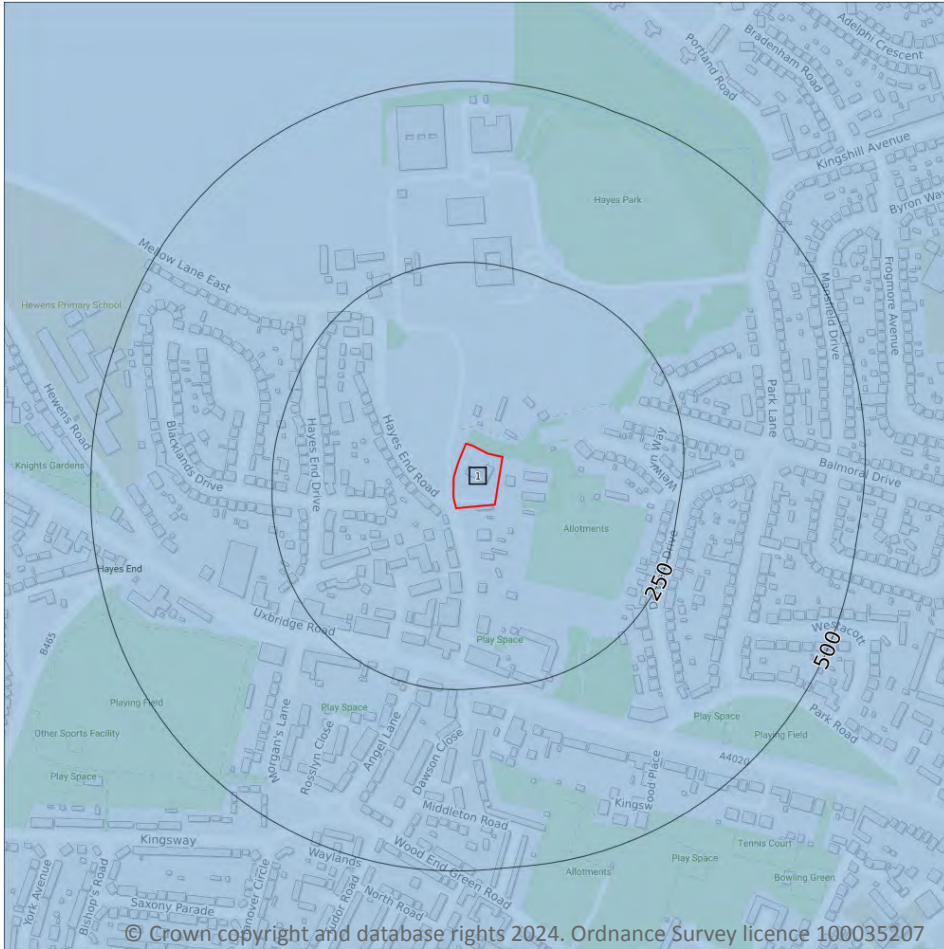 Adelphi Crescent
Portland Road
Bradenham Road
Kingshill Avenue
Hayes Park
Byron Way
Mellow Lane East
Mansfield Drive
Frogmore Avenue
Hewens Primary School
Hewens Road
Hayes End Road
Park Lane
Blacklands Drive
Hayes End Drive
Welwyn Way
Knights Gardens
Balmoral Drive
1
Allotments
Hayes End
Drive
250
Uxbridge Road
Westacott
500
B465
Play Space
Playing Field
Morgan's Lane
Play Space
Rosslyn Close
Angel Lane
Play Space
Park Road
Other Sports Facility
Dawson Close
Playing Field
Play Space
A4020
Kingswood Place
Kingsw
Middleton Road
Kingsway
Tennis Court
Waylands
Wood End Green Road
Play Space
Allotments
Bowling Green
York Avenue
Bishop's Road
North Road
Saxony Parade
© Crown copyright and database rights 2024. Ordnance Survey licence 100035207